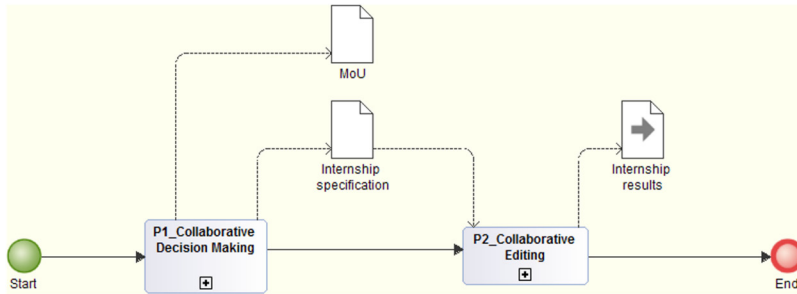 MoU
Internship
specification
Internship
results
P1_Collaborative
Decision Making
P2_Collaborative
Editing
Start
End